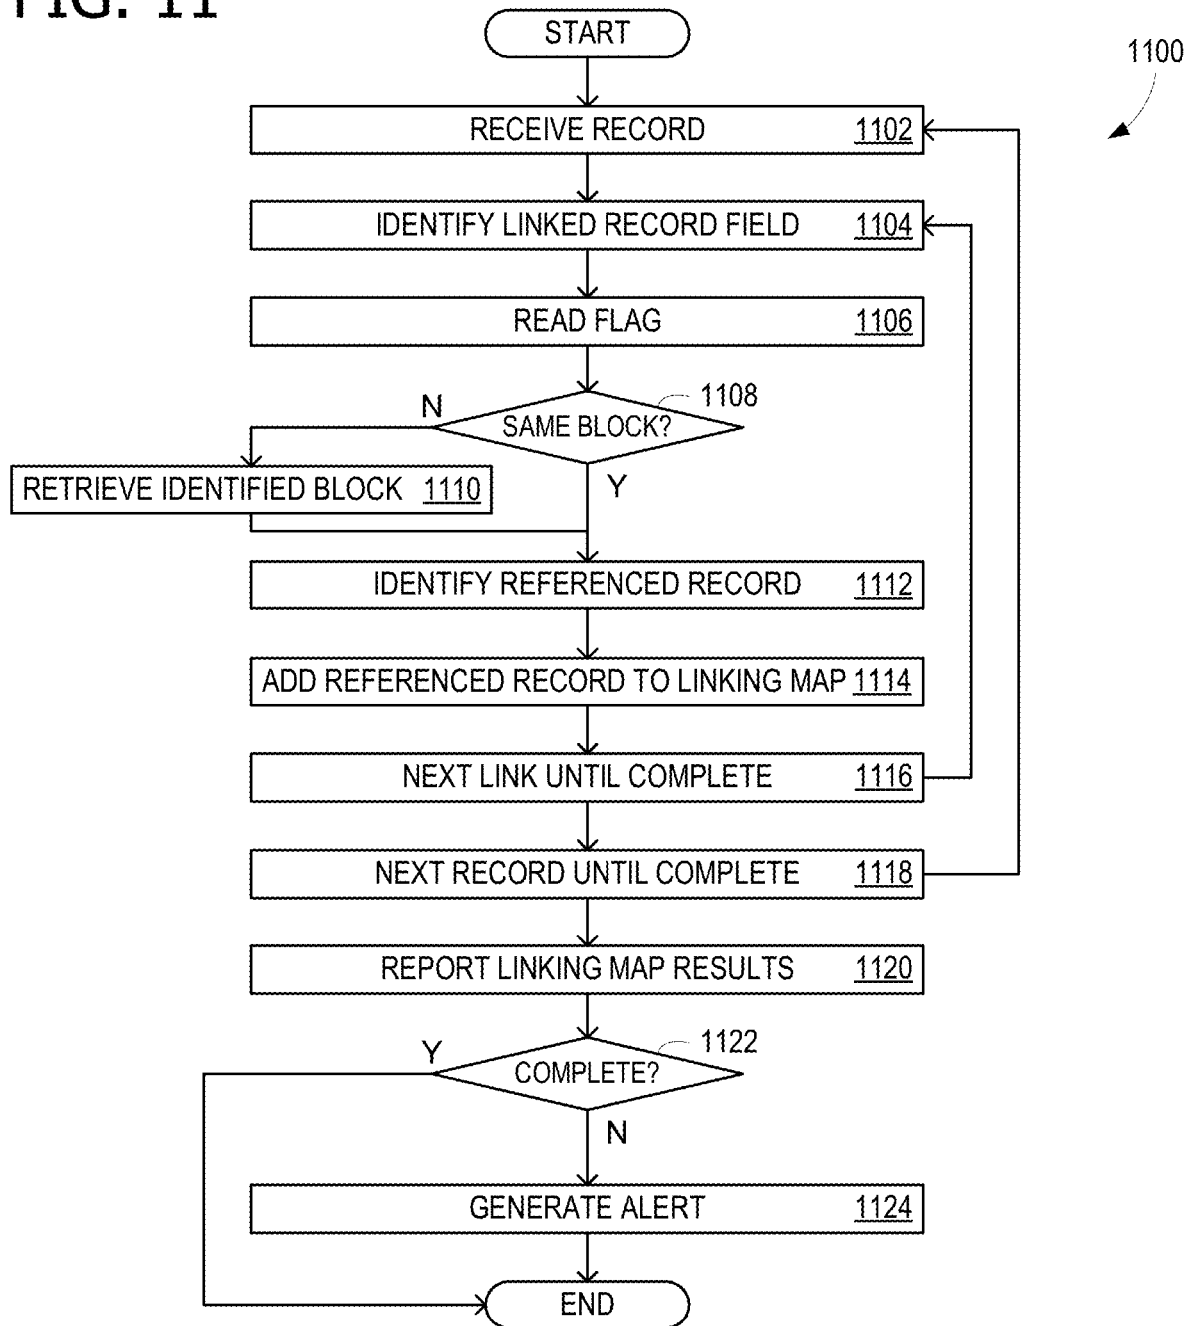 FIG. 11
START
1100
RECEIVE RECORD 1102
IDENTIFY LINKED RECORD FIELD 1104
READ FLAG 1106
1108
N
SAME BLOCK?
Y
RETRIEVE IDENTIFIED BLOCK 1110
IDENTIFY REFERENCED RECORD 1112
ADD REFERENCED RECORD TO LINKING MAP 1114
NEXT LINK UNTIL COMPLETE 1116
NEXT RECORD UNTIL COMPLETE 1118
REPORT LINKING MAP RESULTS 1120
1122
Y
COMPLETE?
N
GENERATE ALERT 1124
END